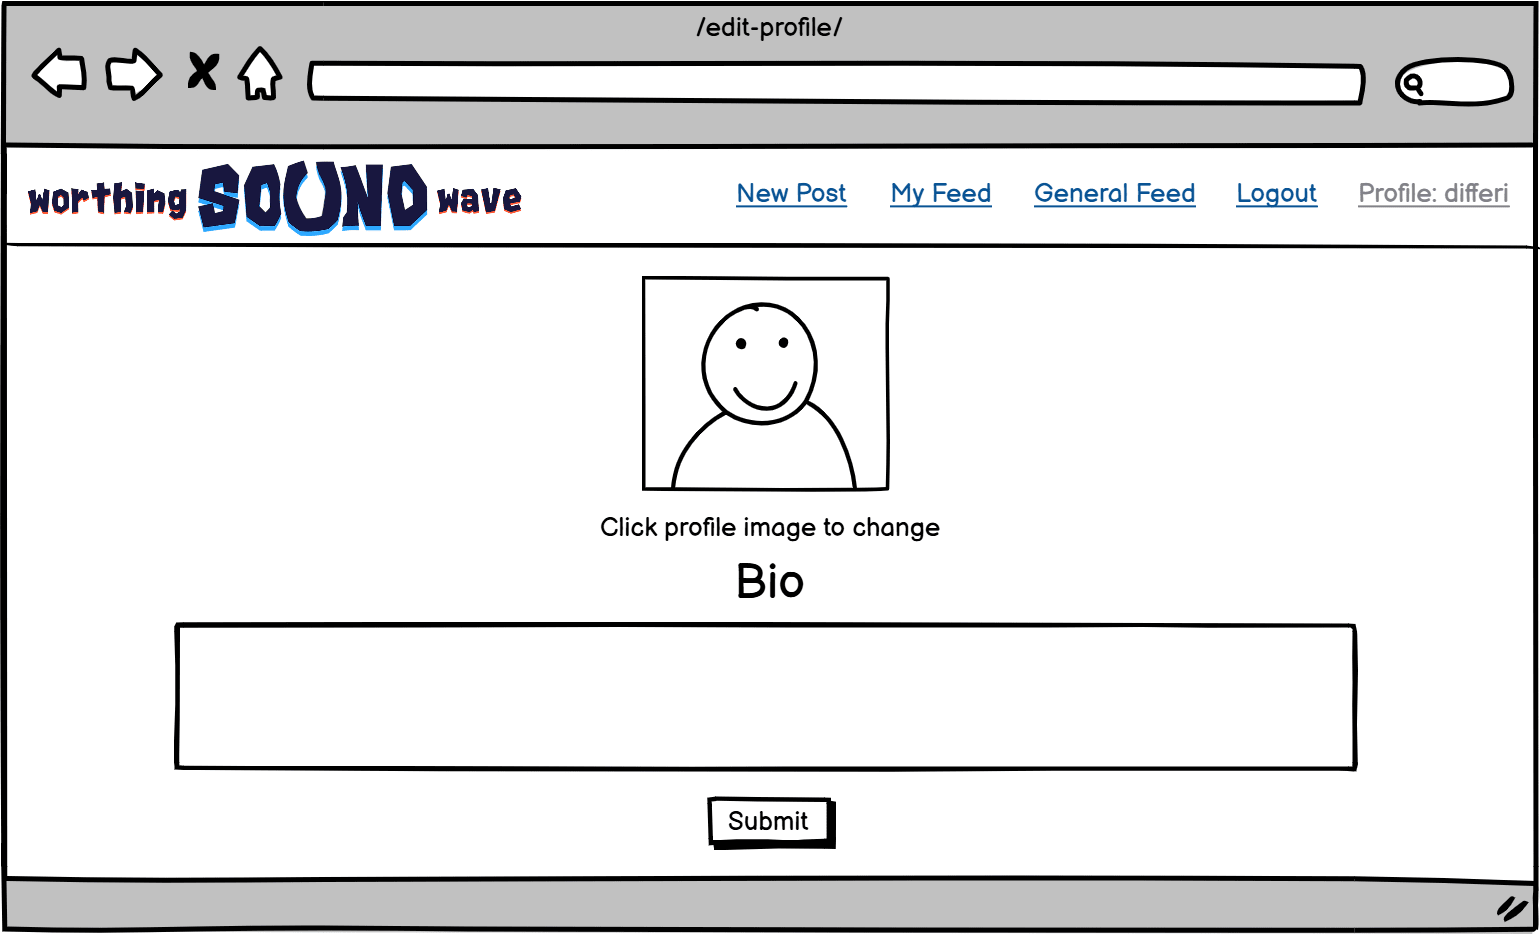 /edit-profile/
worthing SOUND wave
New Post My Feed General Feed Logout Profile: differi
Click profile image to change
Bio
Submit